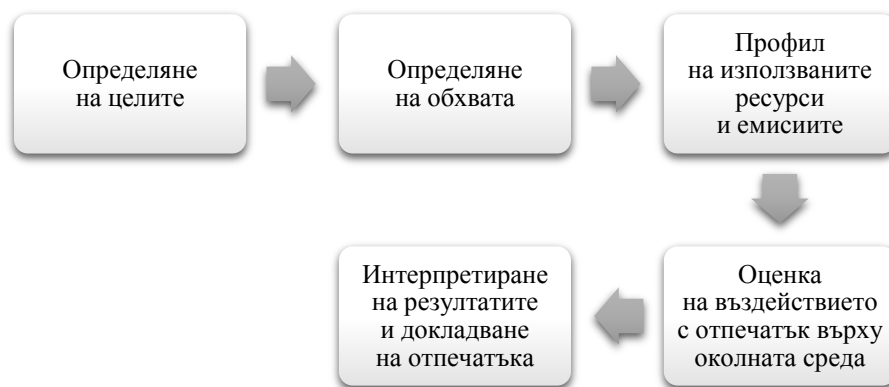 Определяне
на целите
Определяне
на обхвата
Профил
на използваните
ресурси
и емисиите
Оценка
на въздействието
с отпечатък върху
околната среда
Интерпретиране
на резултатите
и докладване
на отпечатъка